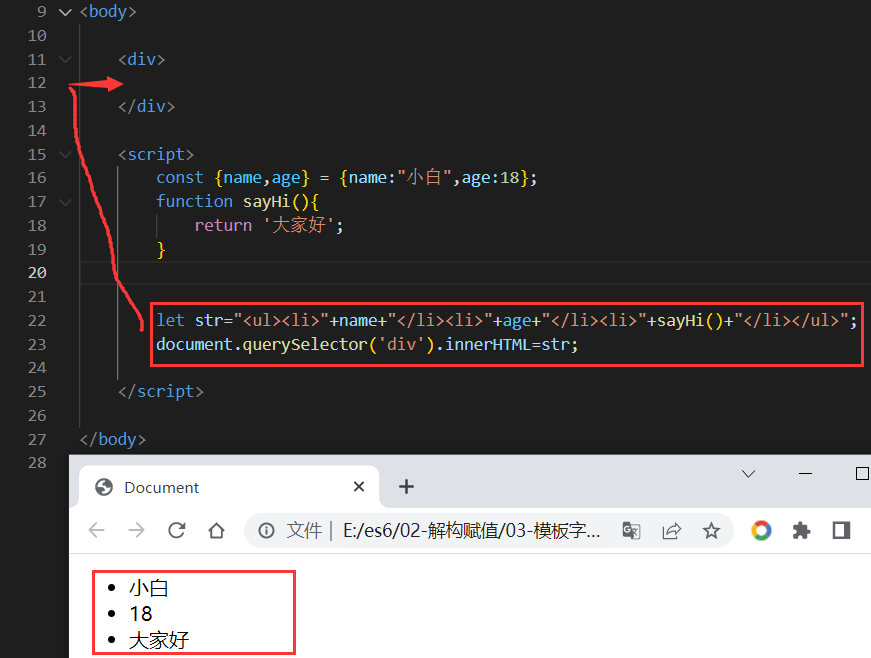 9 <body>
10
11 <div>
12
13 </div>
14
15 <script>
16 const {name,age} = {name:"小白",age:18};
17 function sayHi(){
18 return '大家好';
19 }
20
21
22 let str="<ul><li>"+name+"</li><li>"+age+"</li><li>"+sayHi()+"</li></ul>";
23 document.querySelector('div').innerHTML=str;
24
25 </script>
26
27 </body>
28
Document
文件 | E:/es6/02-解构赋值/03-模板字...
• 小白
• 18
• 大家好